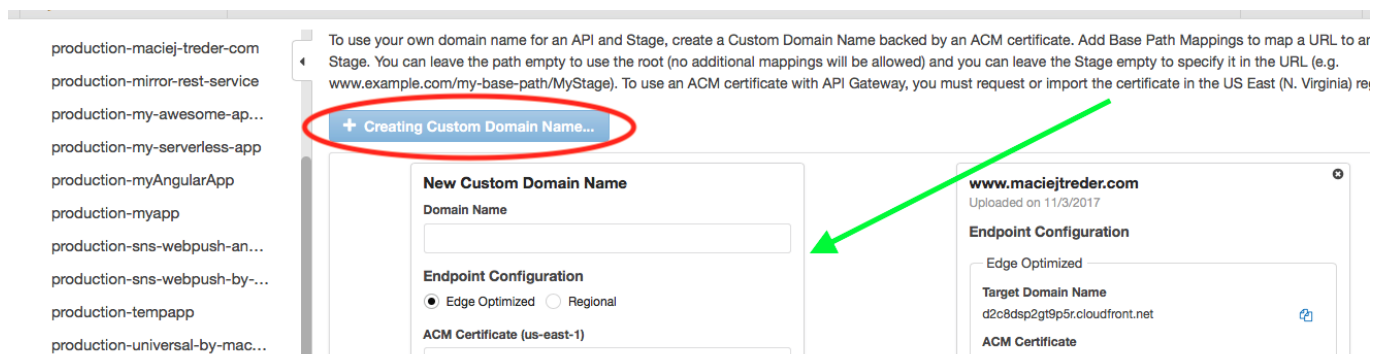 production-maciej-treder-com
production-mirror-rest-service
production-my-awesome-ap...
production-my-serverless-app
production-myAngularApp
production-myapp
production-sns-webpush-an...
production-sns-webpush-by-...
production-tempapp
production-universal-by-mac...
To use your own domain name for an API and Stage, create a Custom Domain Name backed by an ACM certificate. Add Base Path Mappings to map a URL to an
Stage. You can leave the path empty to use the root (no additional mappings will be allowed) and you can leave the Stage empty to specify it in the URL (e.g.
www.example.com/my-base-path/MyStage). To use an ACM certificate with API Gateway, you must request or import the certificate in the US East (N. Virginia)
+ Creating Custom Domain Name...
New Custom Domain Name
Domain Name
Endpoint Configuration
Edge Optimized Regional
ACM Certificate (us-east-1)
www.maciejtreder.com
Uploaded on 11/3/2017
Endpoint Configuration
Edge Optimized
Target Domain Name
d2c8dsp2gt9p5r.cloudfront.net
ACM Certificate